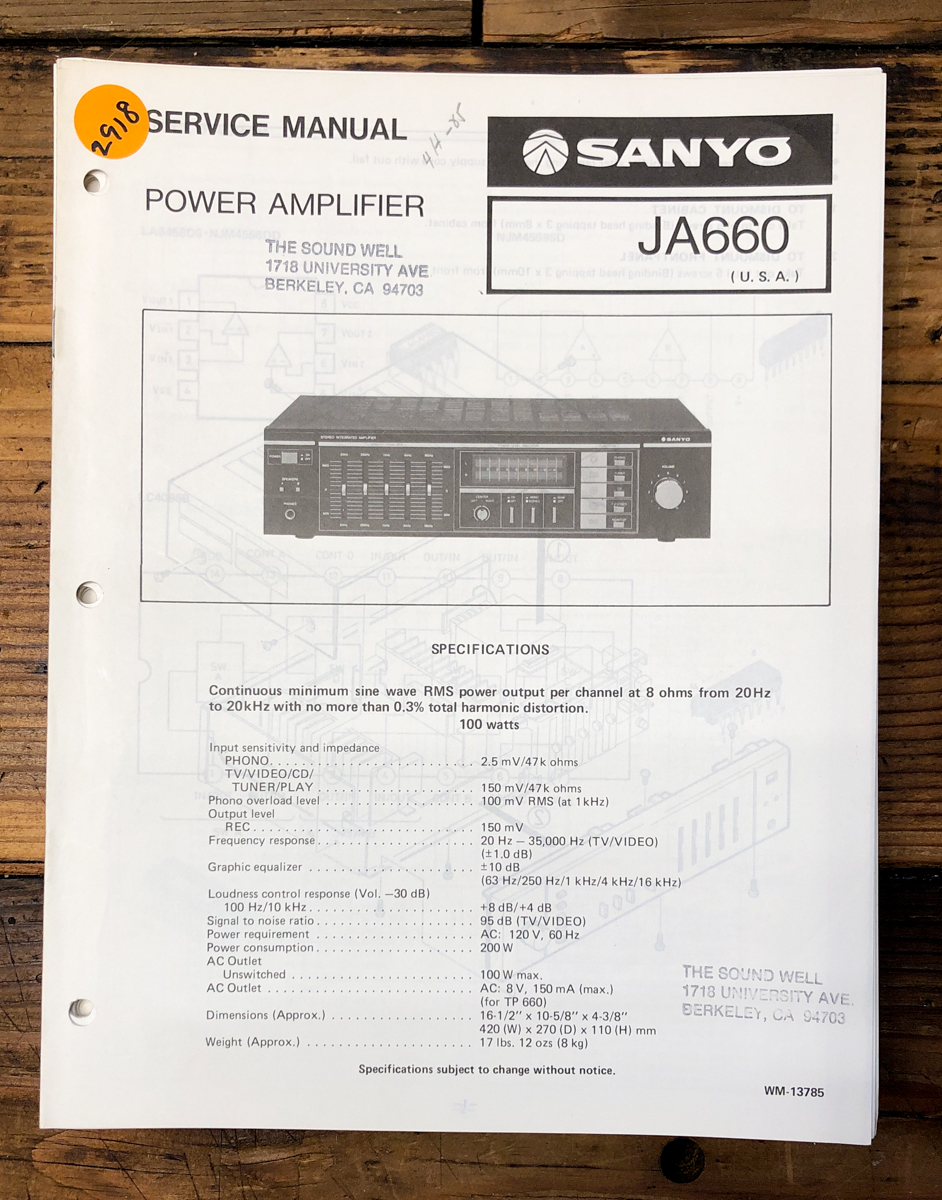 2918
SERVICE MANUAL
4H-85
SANYO
POWER AMPLIFIER
JA660
(U.S.A.)
THE SOUND WELL
1718 UNIVERSITY AVE
BERKELEY, CA 94703
STEREO INTEGRATED AMPLIFIER
SANYO
POWER
SPEAKERS
PHONES
VOLUME
SPECIFICATIONS
Continuous minimum sine wave RMS power output per channel at 8 ohms from 20Hz
to 20kHz with no more than 0.3% total harmonic distortion.
100 watts
Input sensitivity and impedance
PHONO. . . . . . . . . . . . . . . . . . . . . . . 2.5 mV/47k ohms
TV/VIDEO/CD/
TUNER/PLAY . . . . . . . . . . . . . . . . . . 150 mV/47k ohms
Phono overload level . . . . . . . . . . . . . . . . . 100 mV RMS (at 1kHz)
Output level
REC. . . . . . . . . . . . . . . . . . . . . . . . . 150 mV
Frequency response . . . . . . . . . . . . . . . . . . 20 Hz – 35,000 Hz (TV/VIDEO)
(±1.0 dB)
Graphic equalizer . . . . . . . . . . . . . . . . . . . ±10 dB
(63 Hz/250 Hz/1 kHz/4 kHz/16 kHz)
Loudness control response (Vol. –30 dB)
100 Hz/10 kHz . . . . . . . . . . . . . . . . . . . +8 dB/+4 dB
Signal to noise ratio . . . . . . . . . . . . . . . . . . 95 dB (TV/VIDEO)
Power requirement . . . . . . . . . . . . . . . . . . AC: 120 V, 60 Hz
Power consumption . . . . . . . . . . . . . . . . . . 200 W
AC Outlet
Unswitched . . . . . . . . . . . . . . . . . . . . . 100 W max.
AC Outlet . . . . . . . . . . . . . . . . . . . . . . . AC: 8 V, 150 mA (max.)
(for TP 660)
Dimensions (Approx.) . . . . . . . . . . . . . . . . 16-1/2" x 10-5/8" x 4-3/8"
420 (W) x 270 (D) x 110 (H) mm
Weight (Approx.) . . . . . . . . . . . . . . . . . . . 17 lbs. 12 ozs (8 kg)
THE SOUND WELL
1718 UNIVERSITY AVE.
BERKELEY, CA 94703
Specifications subject to change without notice.
WM-13785